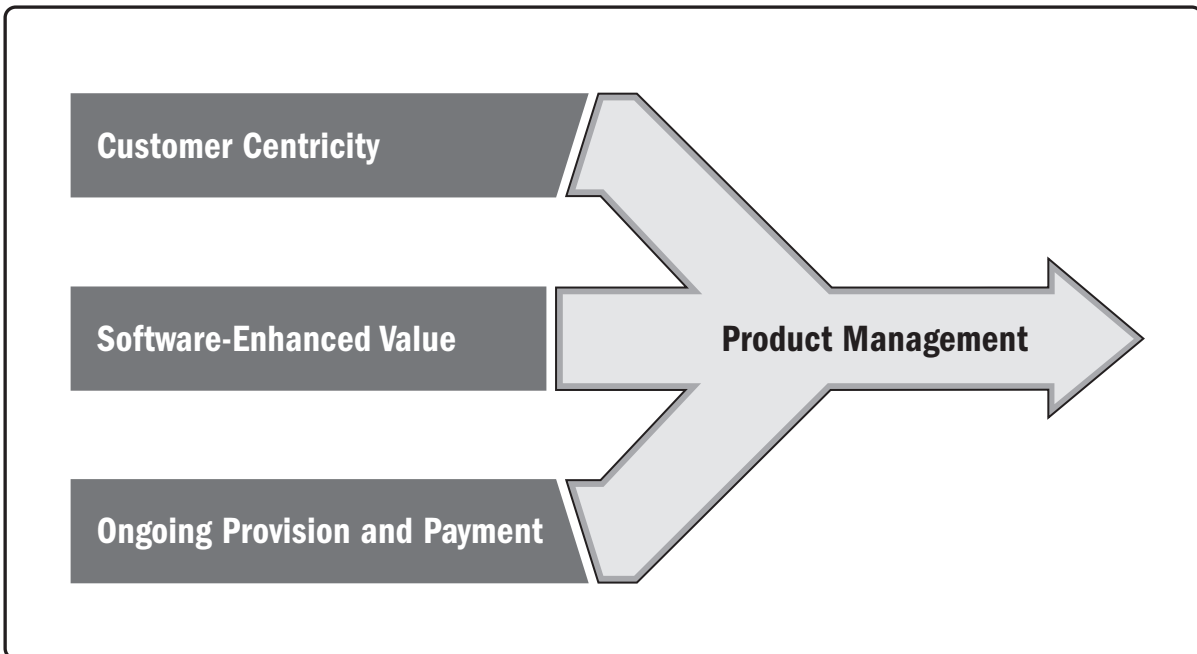 Customer Centricity
Software-Enhanced Value
Product Management
Ongoing Provision and Payment